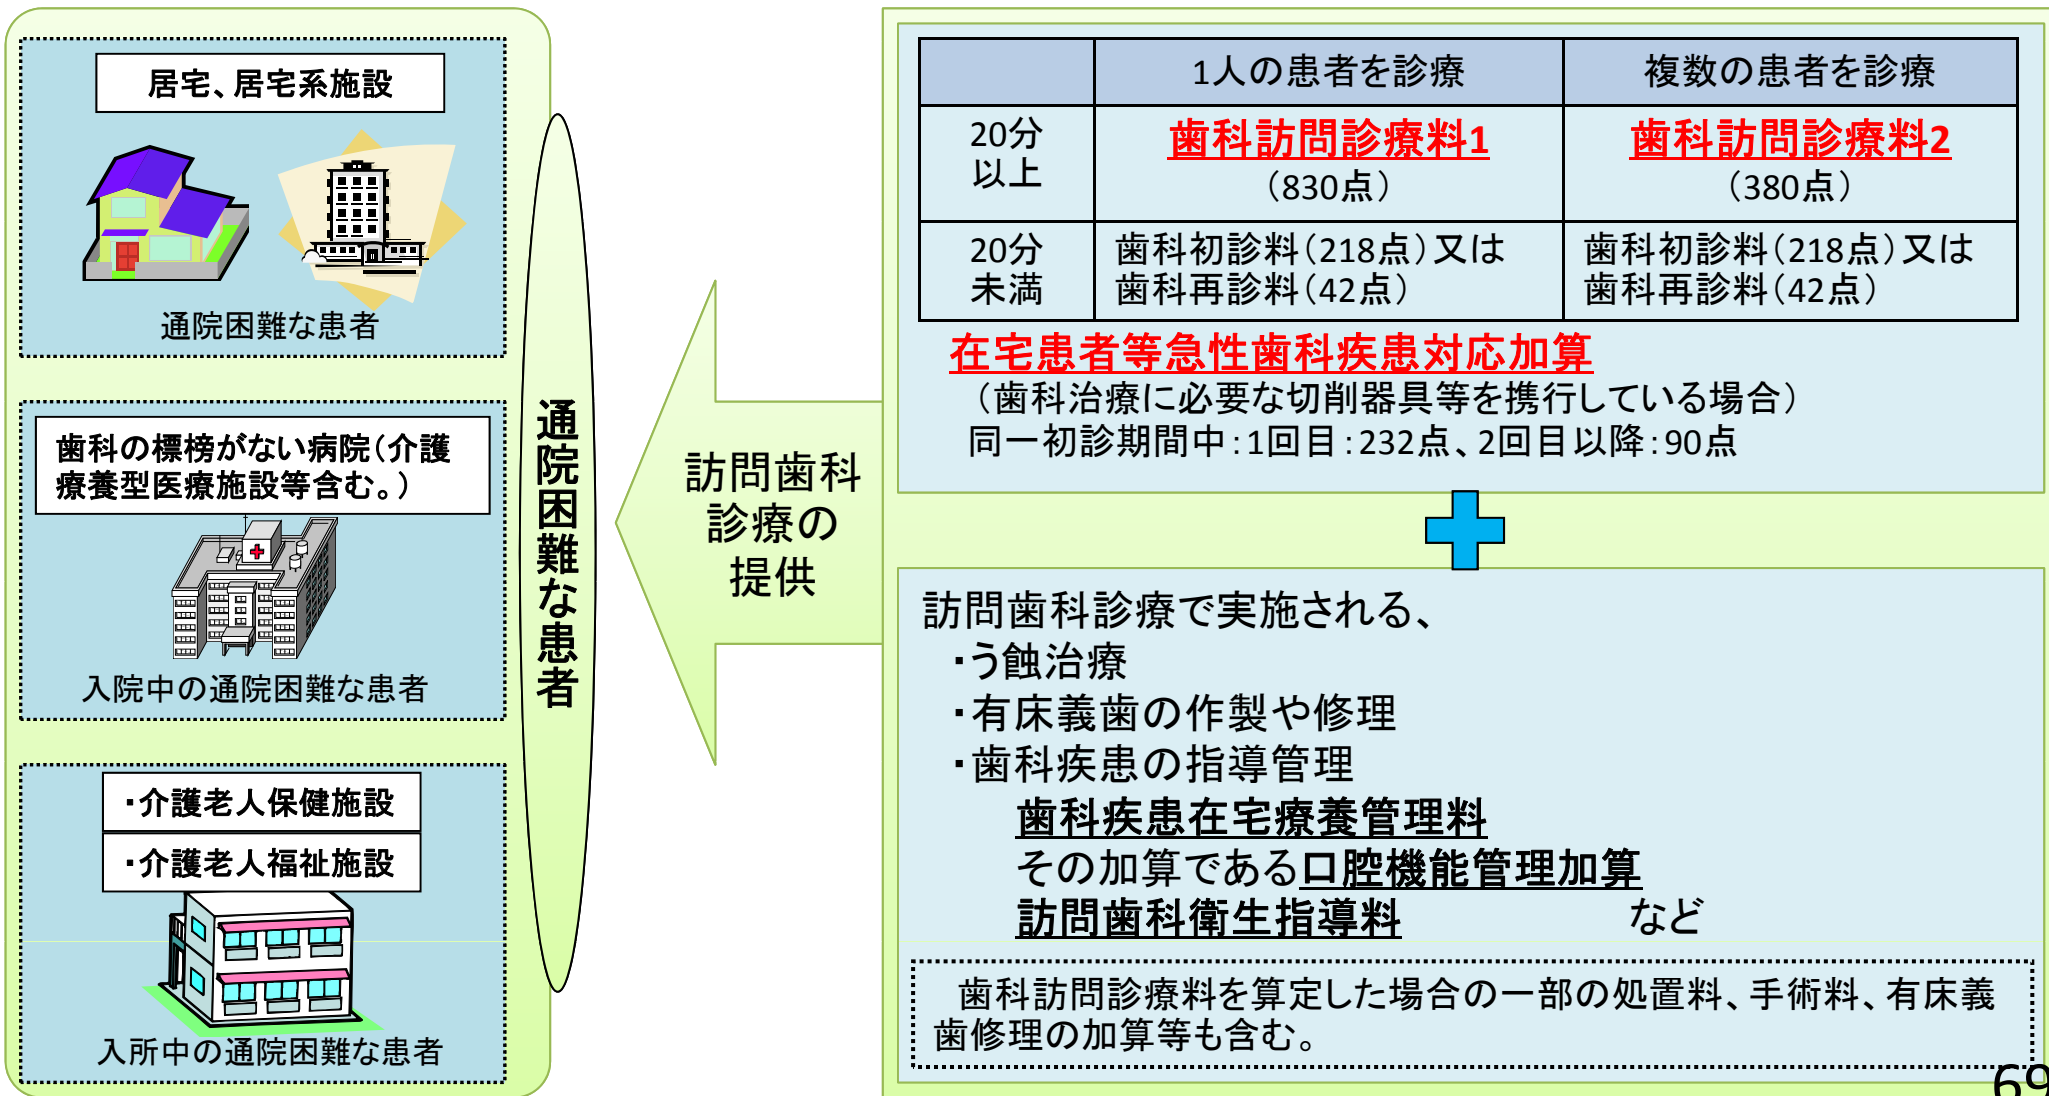 居宅、居宅系施設
通院困難な患者
歯科の標榜がない病院(介護
療養型医療施設等含む。)
入院中の通院困難な患者
・介護老人保健施設
・介護老人福祉施設
入所中の通院困難な患者
通院困難な患者
訪問歯科
診療の
提供
1人の患者を診療
複数の患者を診療
20分
以上
歯科訪問診療料1
(830点)
歯科訪問診療料2
(380点)
20分
未満
歯科初診料(218点)又は
歯科再診料(42点)
歯科初診料(218点)又は
歯科再診料(42点)
在宅患者等急性歯科疾患対応加算
(歯科治療に必要な切削器具等を携行している場合)
同一初診期間中:1回目:232点、2回目以降:90点
訪問歯科診療で実施される、
・う蝕治療
・有床義歯の作製や修理
・歯科疾患の指導管理
歯科疾患在宅療養管理料
その加算である口腔機能管理加算
訪問歯科衛生指導料 など
歯科訪問診療料を算定した場合の一部の処置料、手術料、有床義
歯修理の加算等も含む。
69